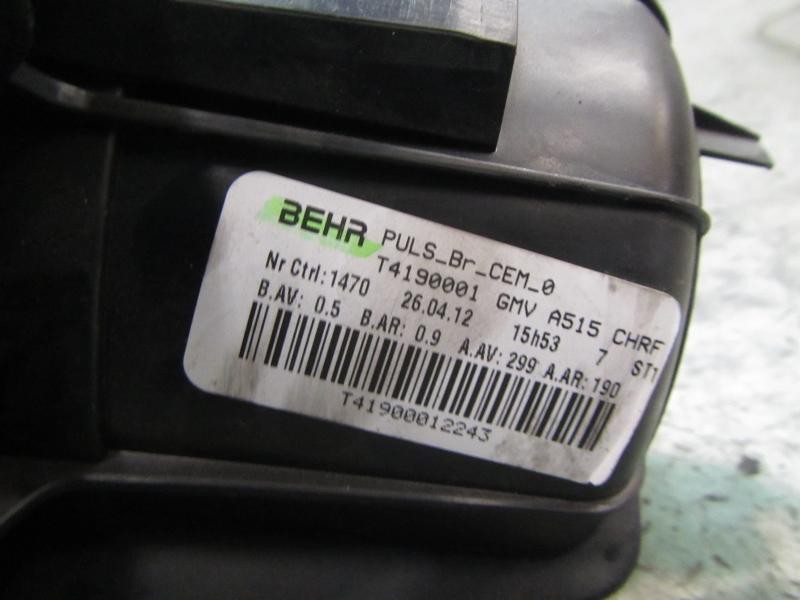 BEHR PULS_Br_CEM_0
T4190001 GMV A515 CHRF
Nr Ctrl:1470 26.04.12 15h53 7
B.AV: 0.5 B.AR: 0.9 A.AV: 299 A.AR: 190
T41900012243